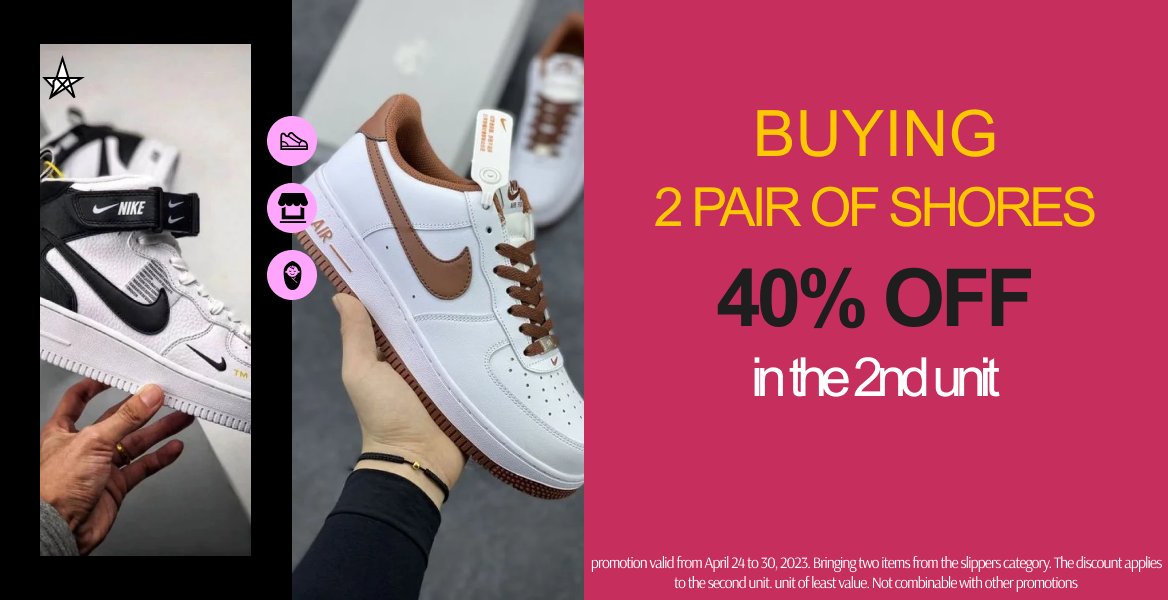 NIKE
TM
AIR
BUYING
2 PAIR OF SHORES
40% OFF
in the 2nd unit
promotion valid from April 24 to 30, 2023. Bringing two items from the slippers category. The discount applies
to the second unit. unit of least value. Not combinable with other promotions